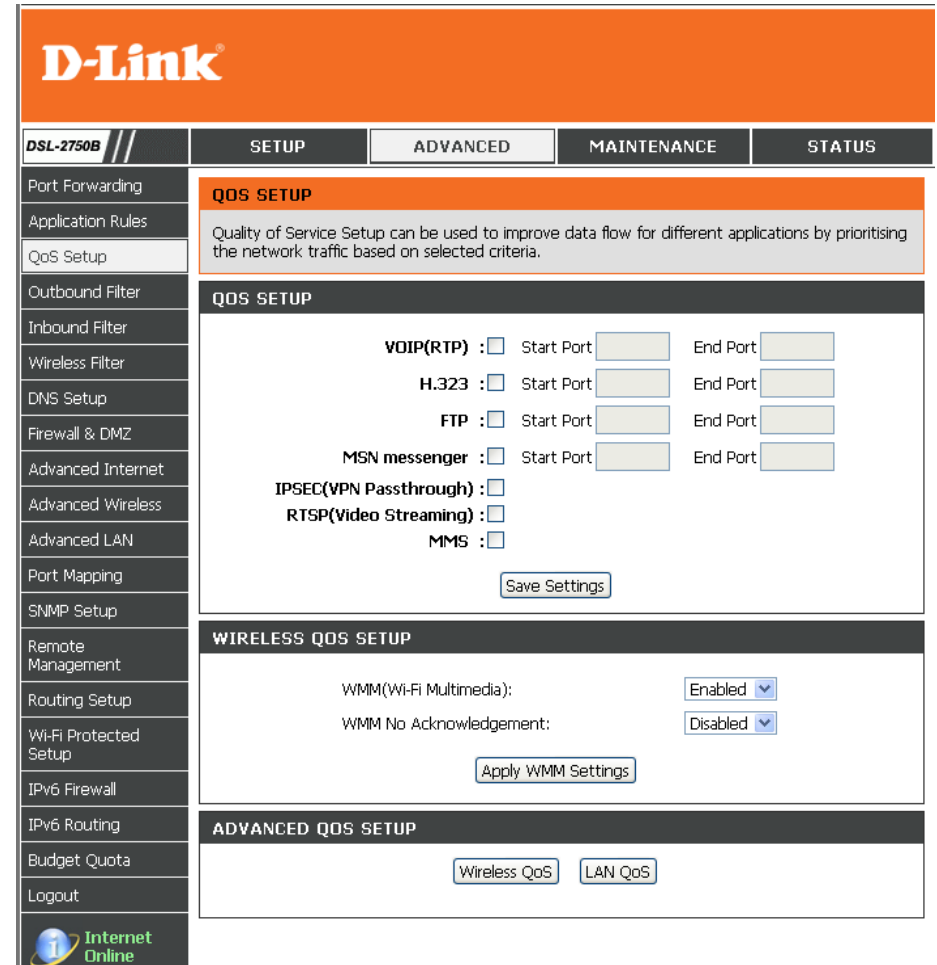 D-Link®
DSL-2750B
SETUP
ADVANCED
MAINTENANCE
STATUS
Port Forwarding
Application Rules
QoS Setup
Outbound Filter
Inbound Filter
Wireless Filter
DNS Setup
Firewall & DMZ
Advanced Internet
Advanced Wireless
Advanced LAN
Port Mapping
SNMP Setup
Remote
Management
Routing Setup
Wi-Fi Protected
Setup
IPv6 Firewall
IPv6 Routing
Budget Quota
Logout
Internet
Online
QOS SETUP
Quality of Service Setup can be used to improve data flow for different applications by prioritising
the network traffic based on selected criteria.
QOS SETUP
VOIP(RTP) : Start Port End Port
H.323 : Start Port End Port
FTP : Start Port End Port
MSN messenger : Start Port End Port
IPSEC(VPN Passthrough) :
RTSP(Video Streaming) :
MMS :
Save Settings
WIRELESS QOS SETUP
WMM(Wi-Fi Multimedia): Enabled
WMM No Acknowledgement: Disabled
Apply WMM Settings
ADVANCED QOS SETUP
Wireless QoS LAN QoS